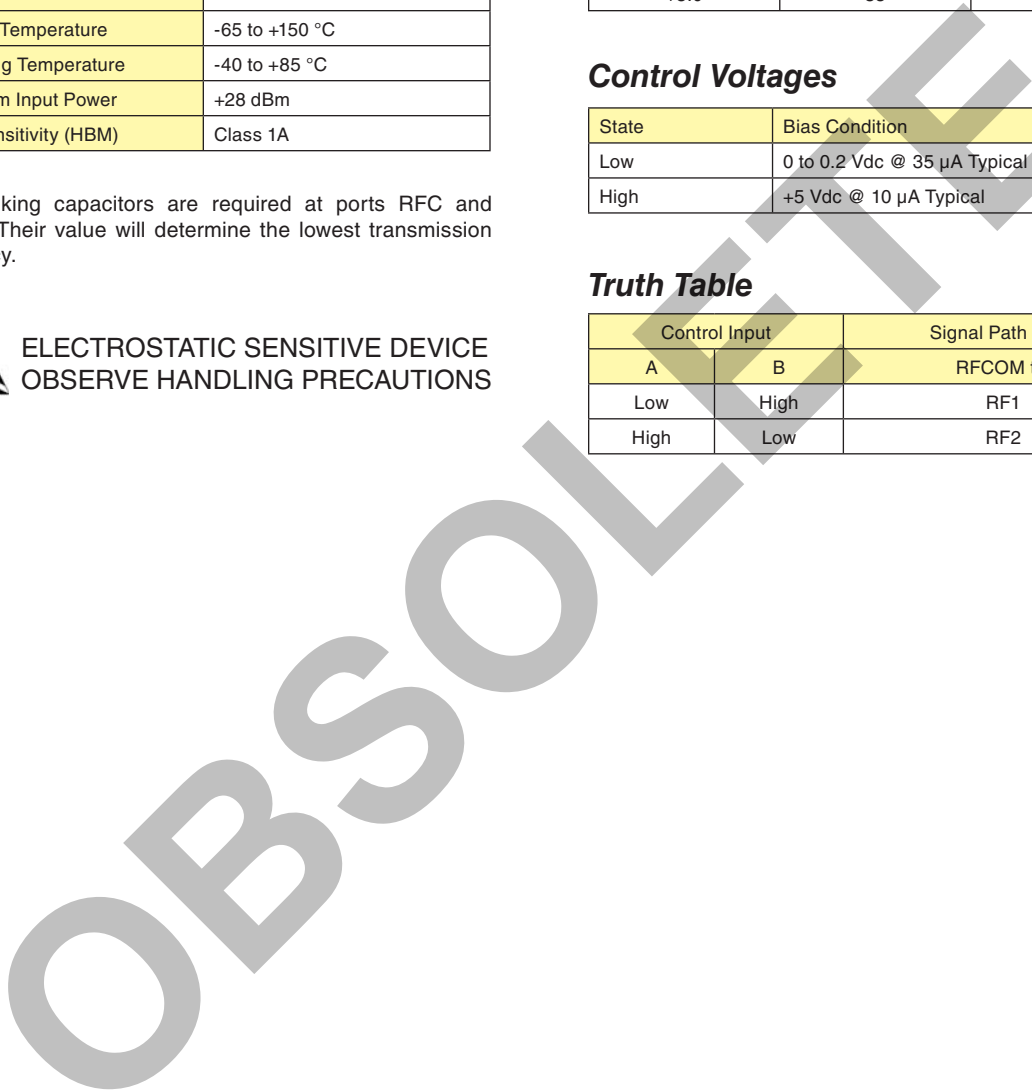 Temperature -65 to +150 °C
g Temperature -40 to +85 °C
m Input Power +28 dBm
nsitivity (HBM) Class 1A
king capacitors are required at ports RFC and
Their value will determine the lowest transmission
y.
ELECTROSTATIC SENSITIVE DEVICE
OBSERVE HANDLING PRECAUTIONS
Control Voltages
State Bias Condition
Low 0 to 0.2 Vdc @ 35 µA Typical
High +5 Vdc @ 10 µA Typical
Truth Table
Control Input Signal Path
A B RFCOM
Low High RF1
High Low RF2
OBSOLETE